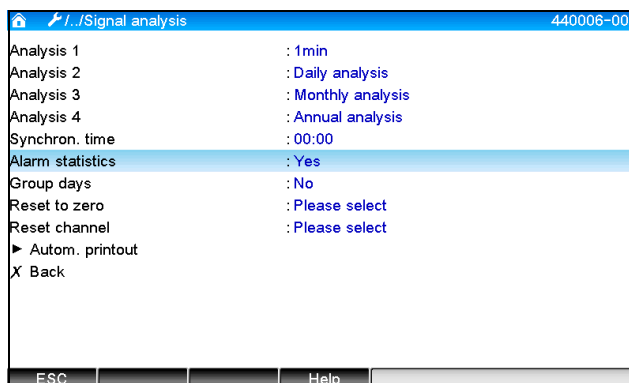 /../Signal analysis 440006-00
Analysis 1 : 1min
Analysis 2 : Daily analysis
Analysis 3 : Monthly analysis
Analysis 4 : Annual analysis
Synchron. time : 00:00
Alarm statistics : Yes
Group days : No
Reset to zero : Please select
Reset channel : Please select
► Autom. printout
X Back
ESC Help